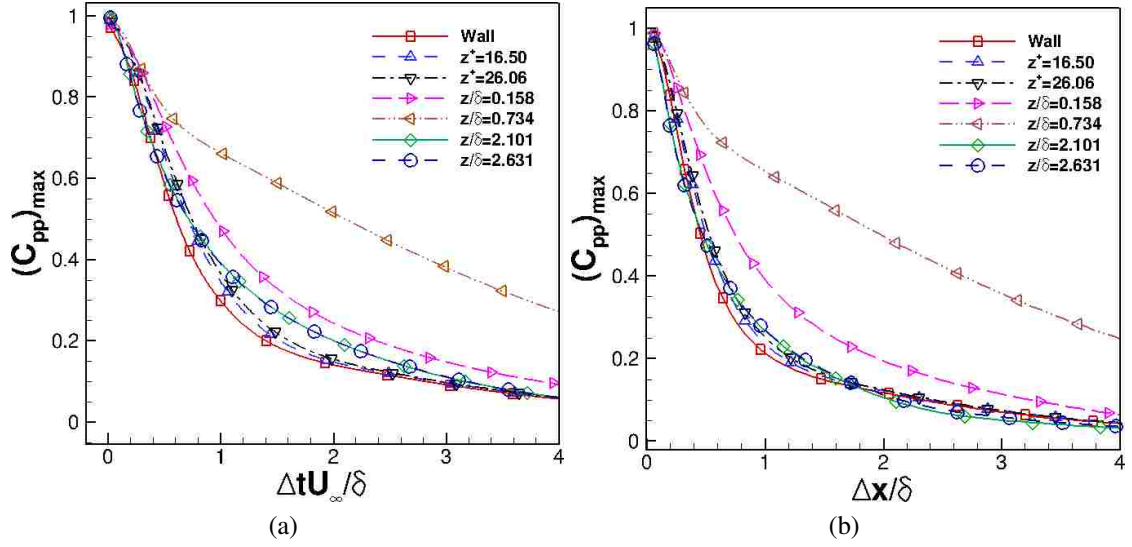 1
0.8
0.6
0.4
0.2
0
(C_pp)_max
Wall
z⁺=16.50
z⁺=26.06
z/δ=0.158
z/δ=0.734
z/δ=2.101
z/δ=2.631
0 1 2 3 4
ΔtU_∞/δ
(a)
1
0.8
0.6
0.4
0.2
0
(C_pp)_max
Wall
z⁺=16.50
z⁺=26.06
z/δ=0.158
z/δ=0.734
z/δ=2.101
z/δ=2.631
0 1 2 3 4
Δx/δ
(b)